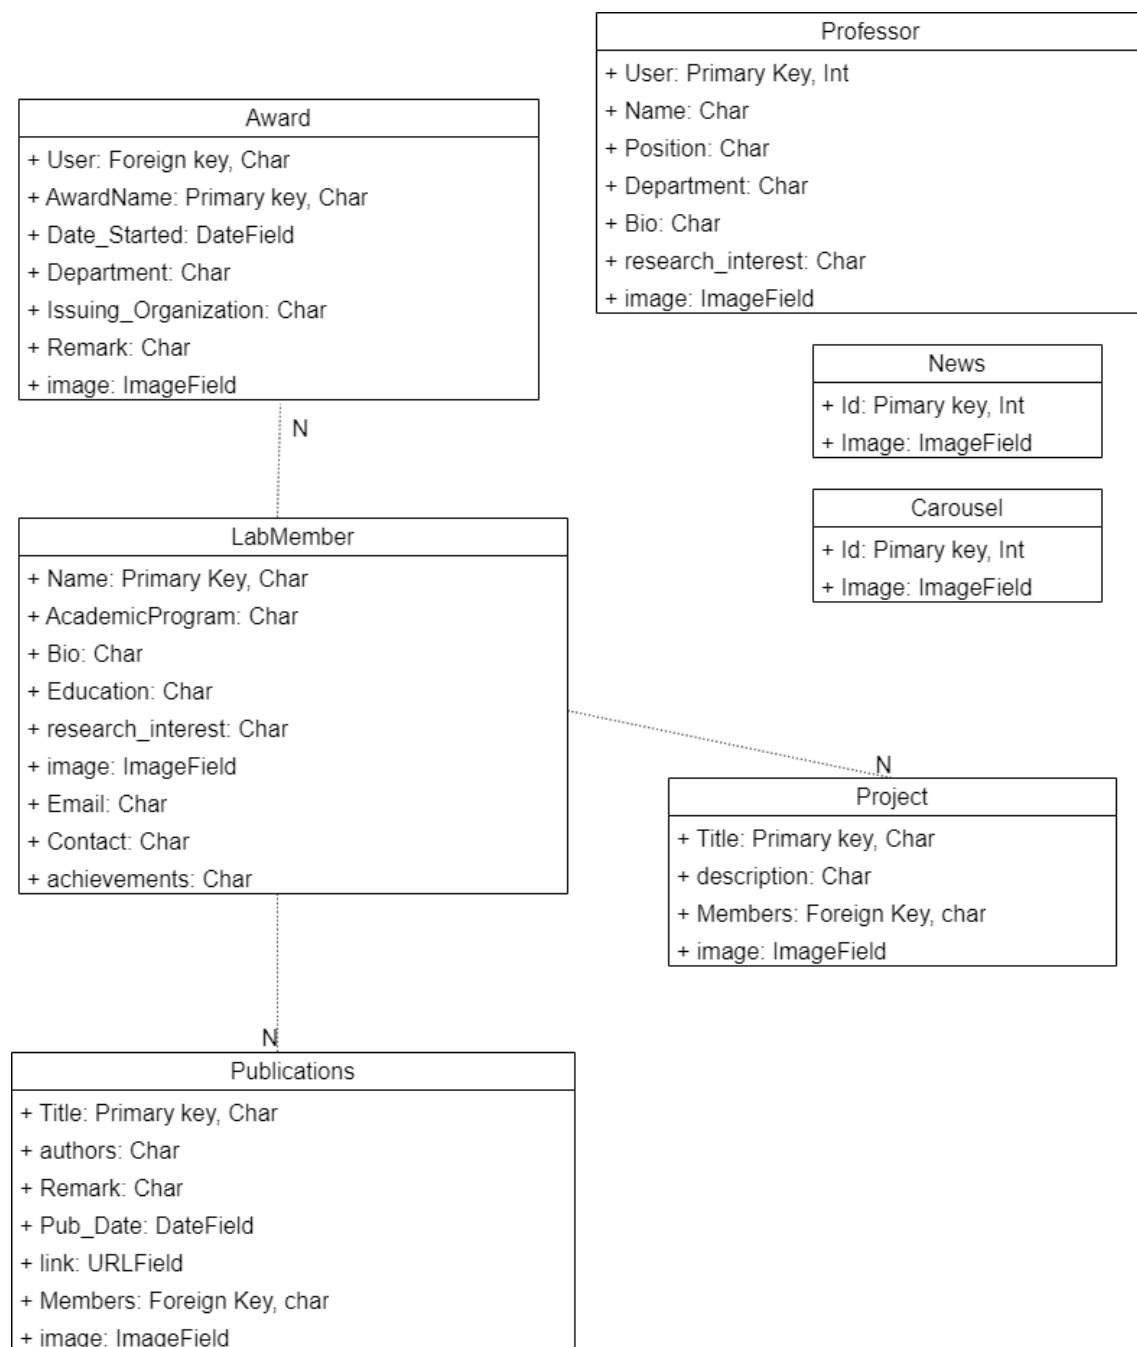 Professor
+ User: Primary Key, Int
+ Name: Char
+ Position: Char
+ Department: Char
+ Bio: Char
+ research_interest: Char
+ image: ImageField
Award
+ User: Foreign key, Char
+ AwardName: Primary key, Char
+ Date_Started: DateField
+ Department: Char
+ Issuing_Organization: Char
+ Remark: Char
+ image: ImageField
N
News
+ Id: Pimary key, Int
+ Image: ImageField
Carousel
+ Id: Pimary key, Int
+ Image: ImageField
LabMember
+ Name: Primary Key, Char
+ AcademicProgram: Char
+ Bio: Char
+ Education: Char
+ research_interest: Char
+ image: ImageField
+ Email: Char
+ Contact: Char
+ achievements: Char
N
Project
+ Title: Primary key, Char
+ description: Char
+ Members: Foreign Key, char
+ image: ImageField
N
Publications
+ Title: Primary key, Char
+ authors: Char
+ Remark: Char
+ Pub_Date: DateField
+ link: URLField
+ Members: Foreign Key, char
+ image: ImageField